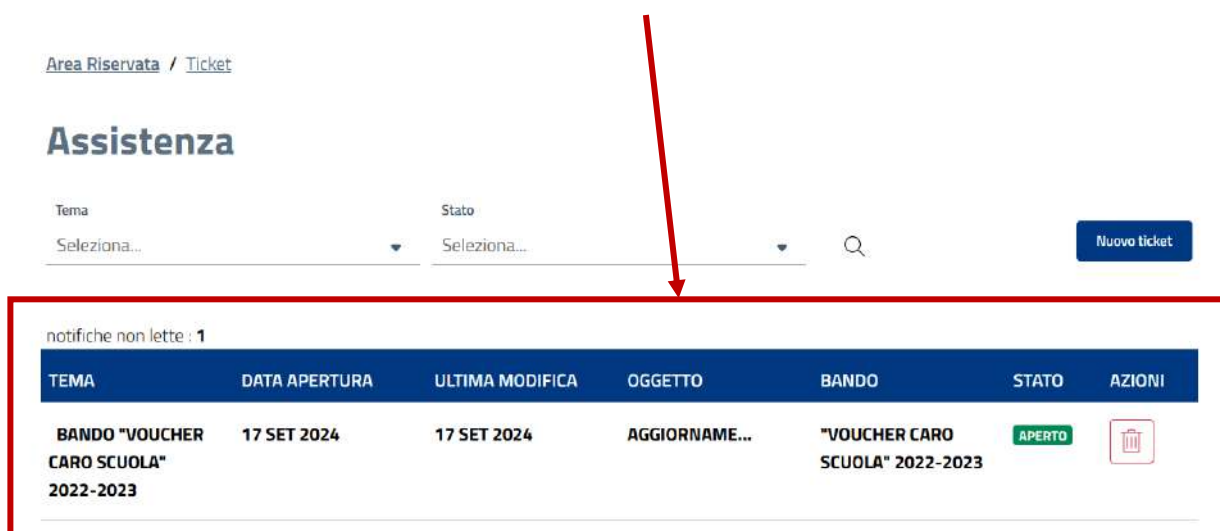 Area Riservata / Ticket
Assistenza
Tema Stato
Seleziona... Seleziona... Nuovo ticket
notifiche non lette : 1
TEMA DATA APERTURA ULTIMA MODIFICA OGGETTO BANDO STATO AZIONI
BANDO "VOUCHER 17 SET 2024 17 SET 2024 AGGIORNAME... "VOUCHER CARO APERTO
CARO SCUOLA" SCUOLA" 2022-2023
2022-2023